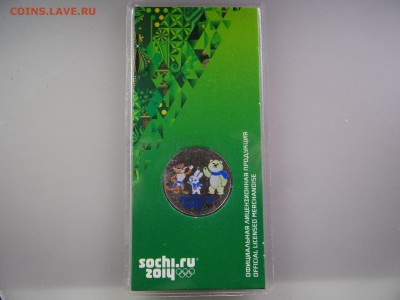 COINS.LAVE.RU
sochi.ru
2014
ОФИЦИАЛЬНАЯ ЛИЦЕНЗИОННАЯ ПРОДУКЦИЯ
OFFICIAL LICENSED MERCHANDISE